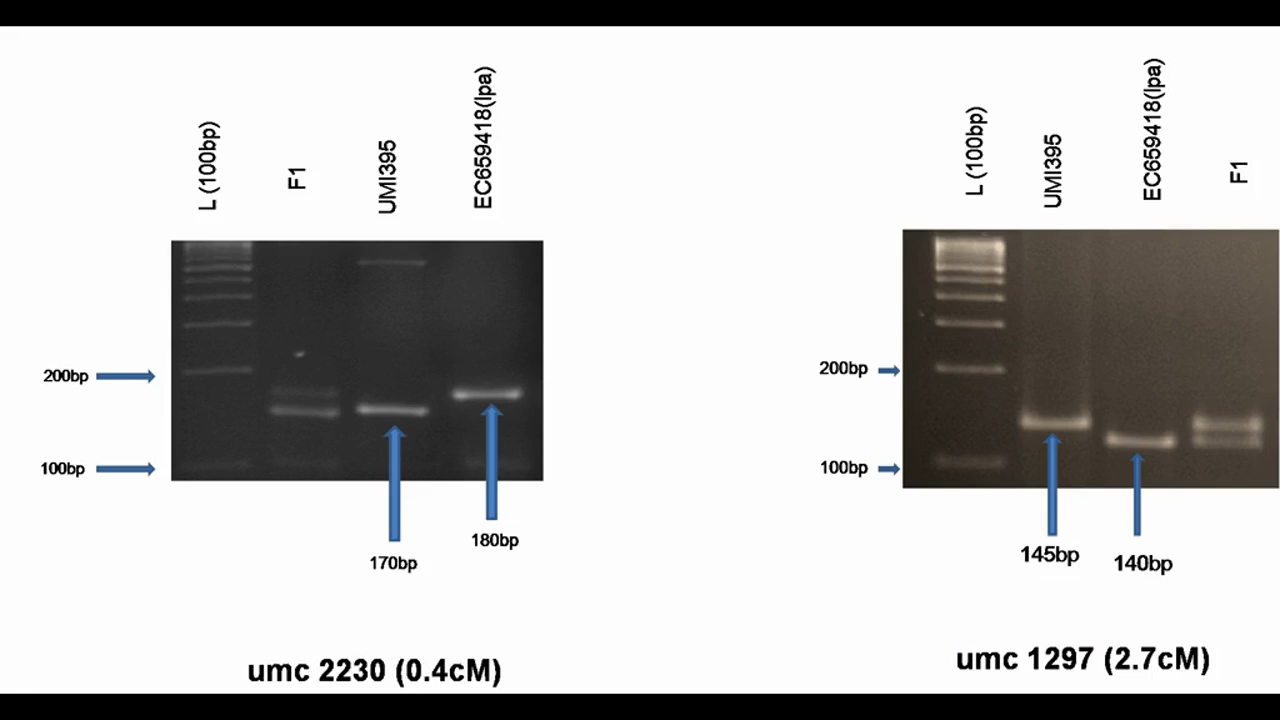 L (100bp)
F1
UMI395
EC659418(lpa)
200bp
100bp
170bp
180bp
umc 2230 (0.4cM)
L (100bp)
UMI395
EC659418(lpa)
F1
200bp
100bp
145bp
140bp
umc 1297 (2.7cM)